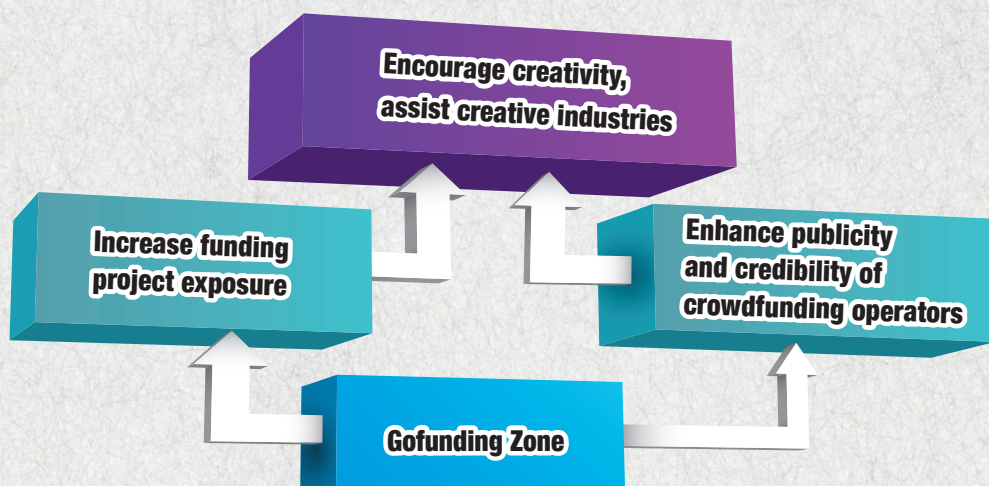 Encourage creativity,
assist creative industries
Increase funding
project exposure
Enhance publicity
and credibility of
crowdfunding operators
Gofunding Zone